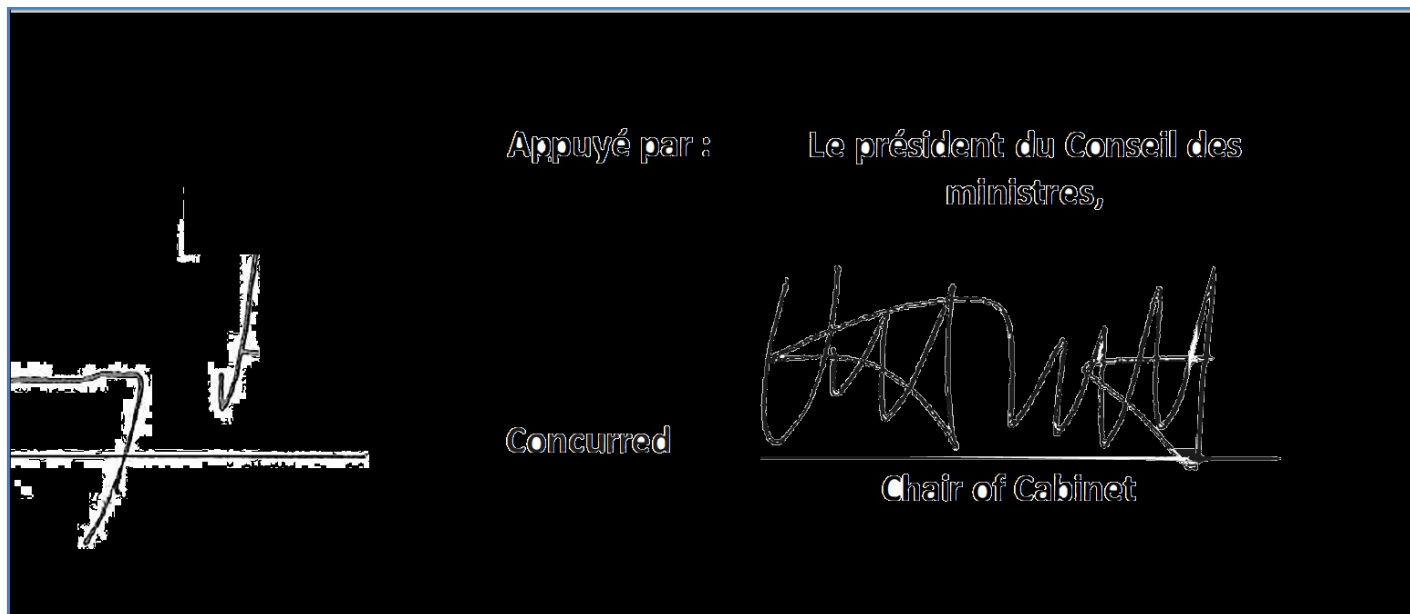 Appuyé par :
Le président du Conseil des
ministres,
Concurred
Chair of Cabinet